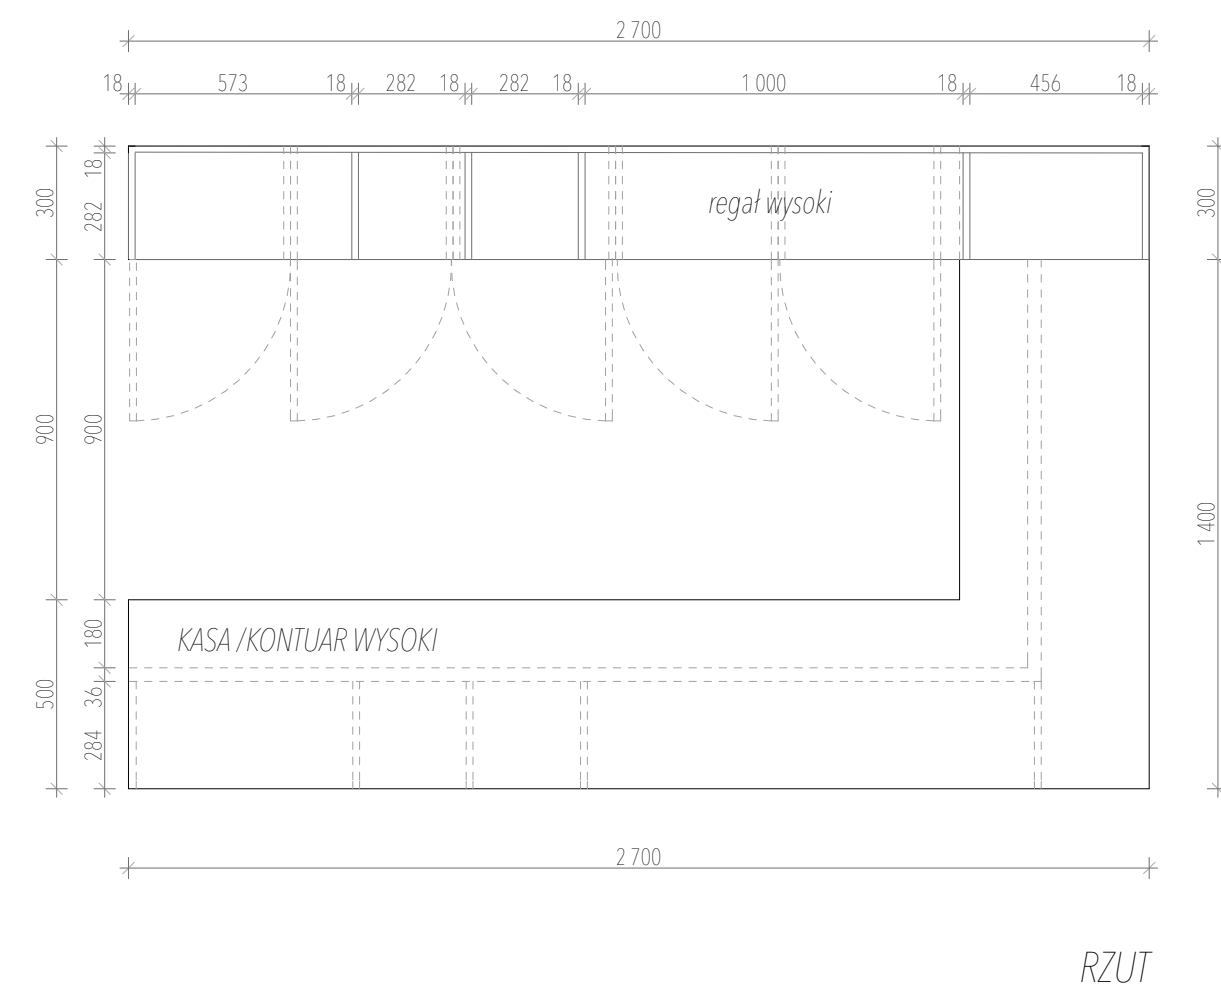 2 700
18 573 18 282 18 282 18 1 000 18 456 18
300 18 282 regał wysoki 300
900 900 1 400
180 KASA /KONTUAR WYSOKI
500 36 284
2 700
RZUT